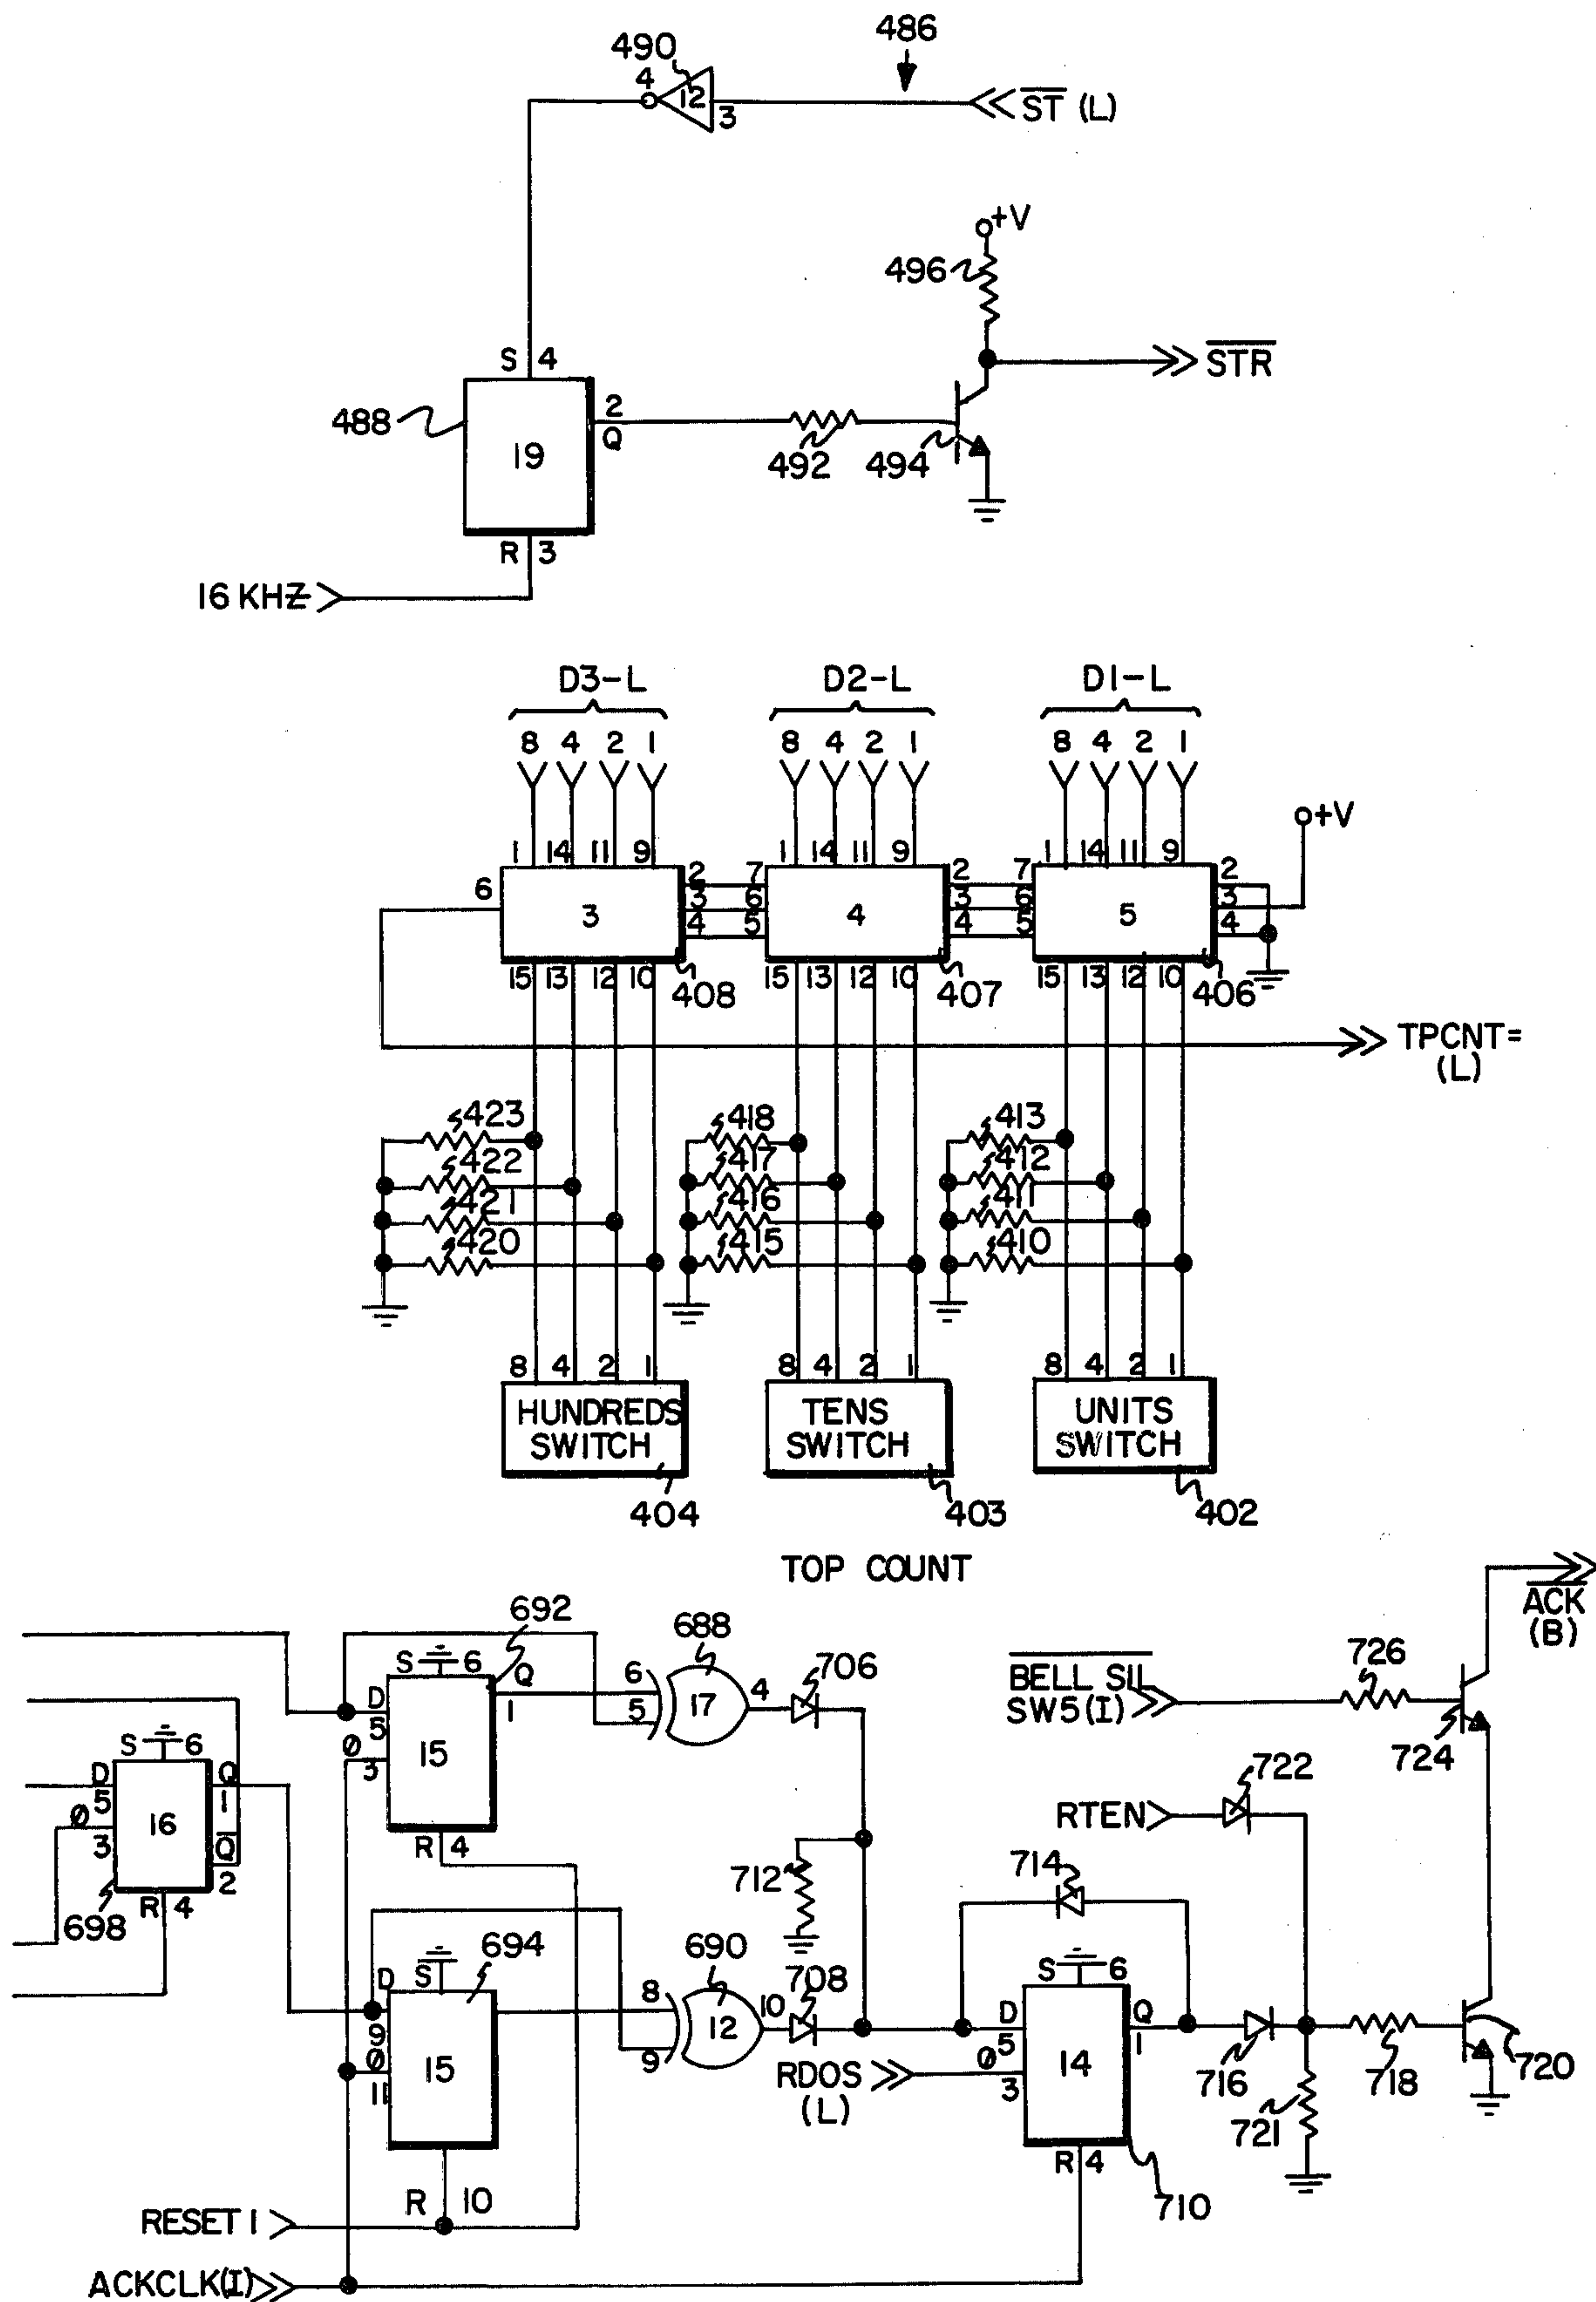 486
490
4
12
3
ST (L)
+V
496
S 4
STR
488
2
Q
19
492
494
R 3
16 KHZ
D3-L D2-L D1-L
8 4 2 1 8 4 2 1 8 4 2 1
+V
1 14 11 9 1 14 11 9 1 14 11 9
6 3 2 3 4 7 6 5 4 2 3 4 7 6 5 5 2 3 4
15 13 12 10 408 15 13 12 10 407 15 13 12 10 406
TPCNT=
(L)
423 418 413
422 417 412
421 416 411
420 415 410
8 4 2 1 8 4 2 1 8 4 2 1
HUNDREDS TENS UNITS
SWITCH SWITCH SWITCH
404 403 402
TOP COUNT
ACK
(B)
692
688
S 6 Q
6
5
17
4
706
BELL SIL
SW5(I)
726
D
5
1
Ø
3
15
724
S 6
D
5
Ø
3
16
Q
1
Q
2
722
RTEN
R 4
R 4
698
712
714
694
690
S
D
9
Ø
11
15
8
9
12
10
708
S 6
D
5
Ø
3
14
Q
1
RDOS
(L)
716
718
720
721
R 4
710
R 10
RESET I
ACKCLK(I)